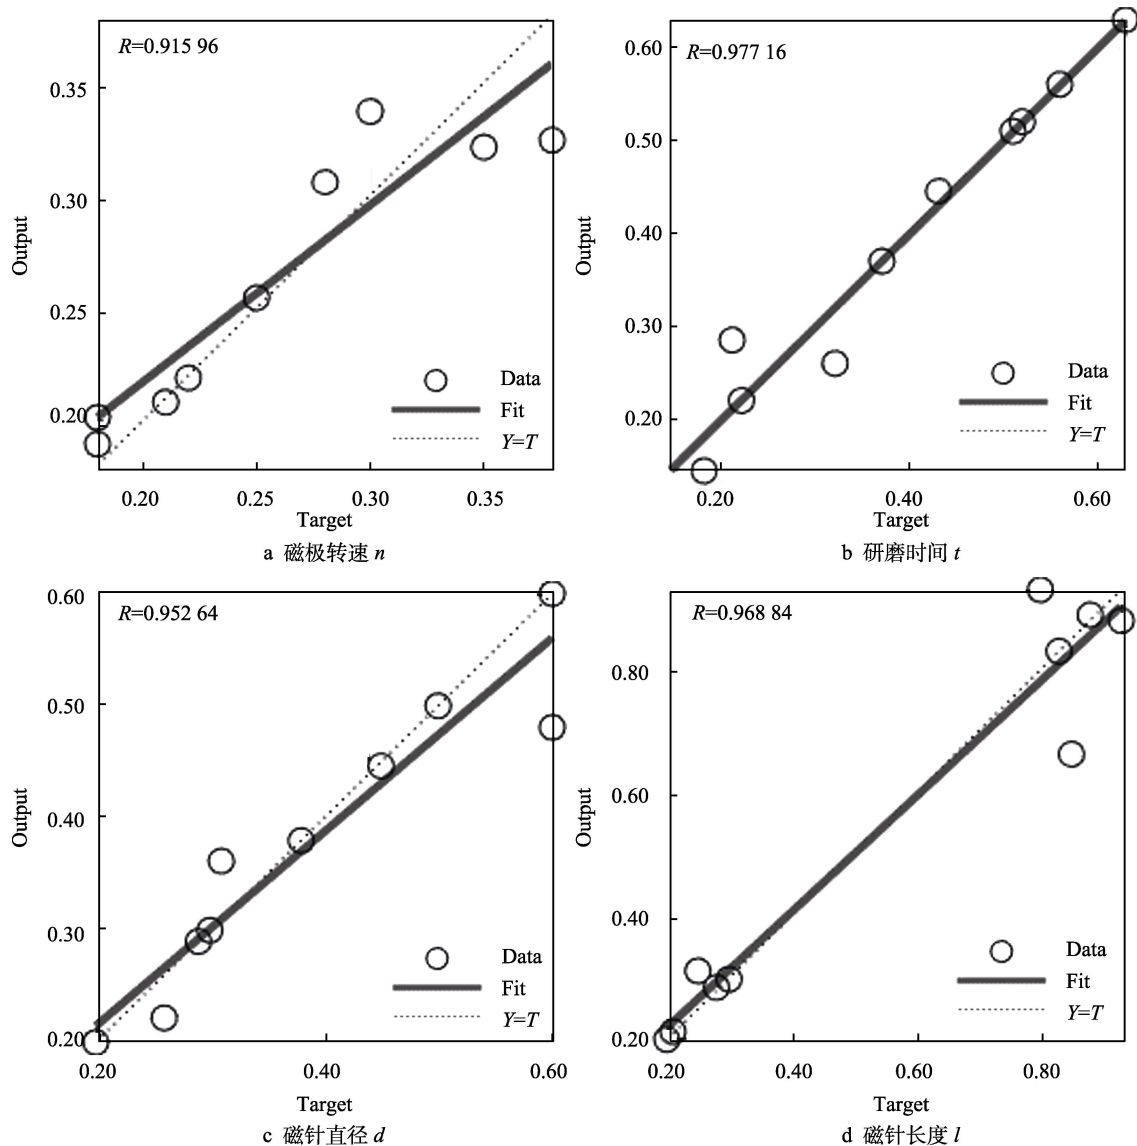 R=0.915 96
0.35
0.30
0.25
0.20
Output
Data
Fit
Y=T
0.20 0.25 0.30 0.35
Target
a 磁极转速 n
R=0.977 16
0.60
0.50
0.40
0.30
0.20
Output
Data
Fit
Y=T
0.20 0.40 0.60
Target
b 研磨时间 t
R=0.952 64
0.60
0.50
0.40
0.30
0.20
Output
Data
Fit
Y=T
0.20 0.40 0.60
Target
c 磁针直径 d
R=0.968 84
0.80
0.60
0.40
0.20
Output
Data
Fit
Y=T
0.20 0.40 0.60 0.80
Target
d 磁针长度 l